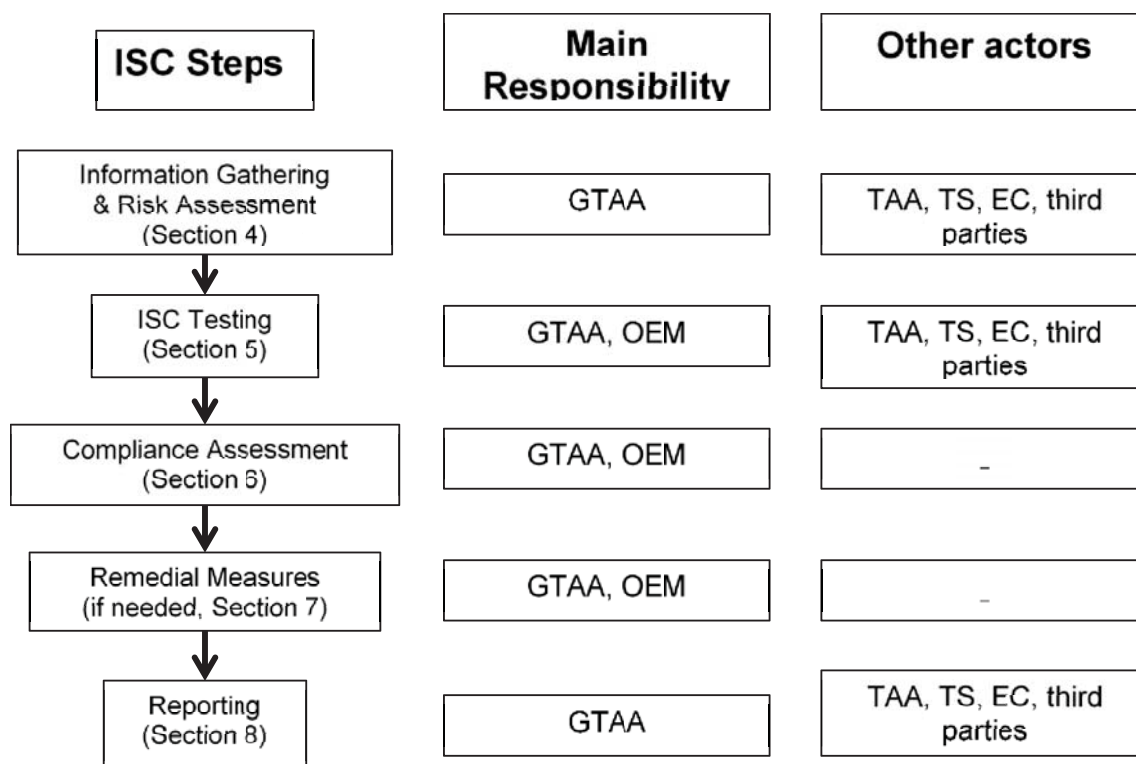 ISC Steps
Main
Responsibility
Other actors
Information Gathering
& Risk Assessment
(Section 4)
GTAA
TAA, TS, EC, third
parties
ISC Testing
(Section 5)
GTAA, OEM
TAA, TS, EC, third
parties
Compliance Assessment
(Section 6)
GTAA, OEM
-
Remedial Measures
(if needed, Section 7)
GTAA, OEM
-
Reporting
(Section 8)
GTAA
TAA, TS, EC, third
parties